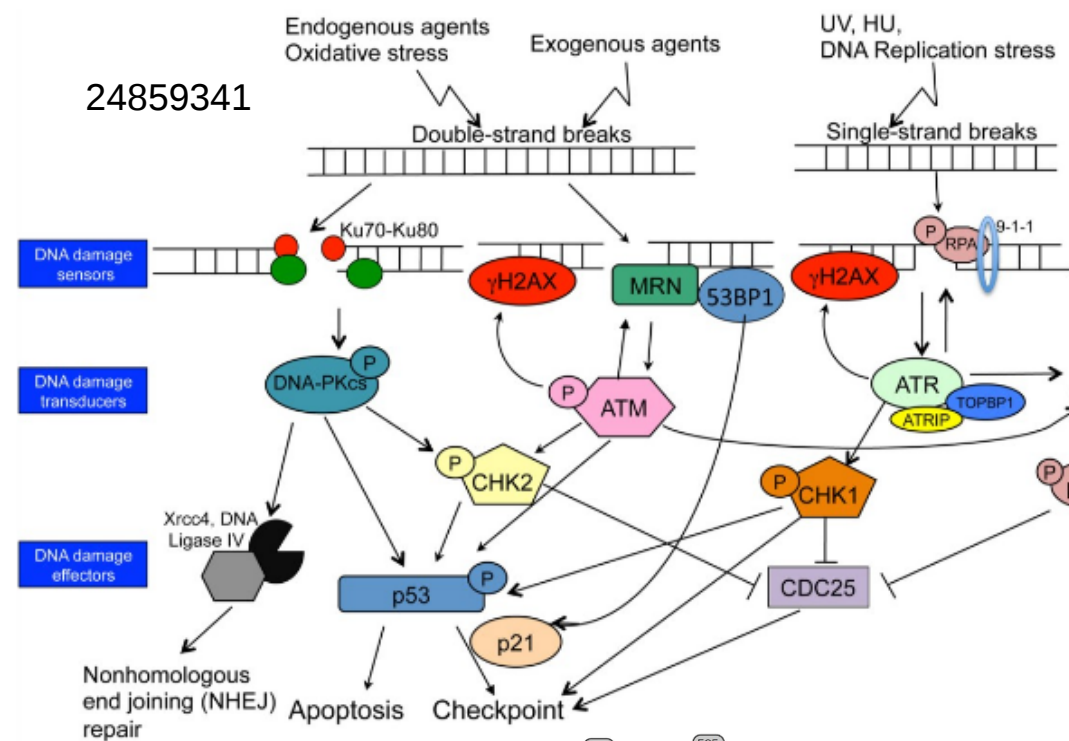 Endogenous agents
Oxidative stress
Exogenous agents
UV, HU,
DNA Replication stress
24859341
Double-strand breaks
Single-strand breaks
DNA damage
sensors
Ku70-Ku80
γH2AX
MRN
53BP1
γH2AX
P
RPA
9-1-1
DNA damage
transducers
DNA-PKcs
P
P
ATM
ATR
ATRIP
TOPBP1
P
CHK2
P
CHK1
P
Xrcc4, DNA
Ligase IV
DNA damage
effectors
p53
P
p21
CDC25
Nonhomologous
end joining (NHEJ)
repair
Apoptosis
Checkpoint